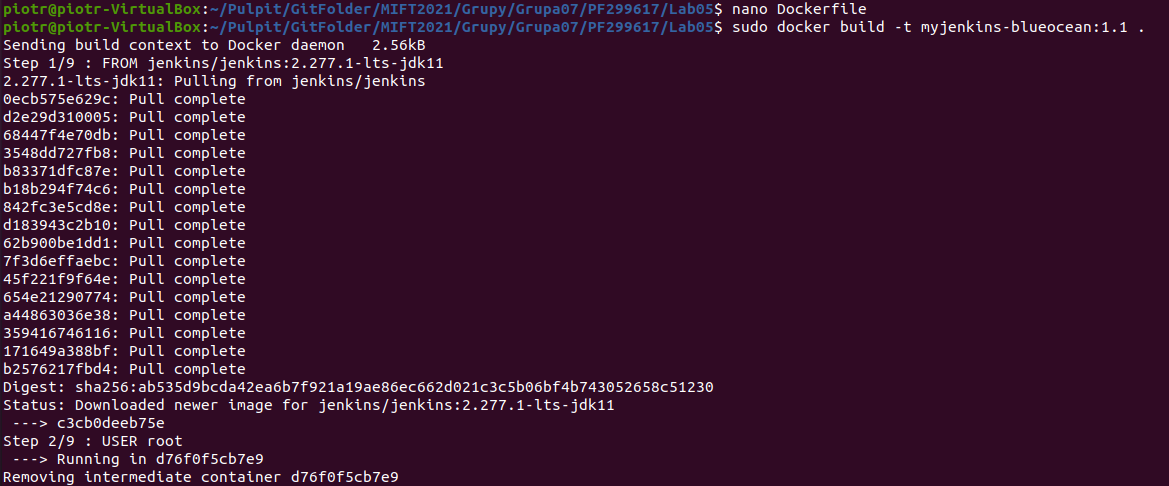 piotr@piotr-VirtualBox:~/Pulpit/GitFolder/MIFT2021/Grupy/Grupa07/PF299617/Lab05$ nano Dockerfile
piotr@piotr-VirtualBox:~/Pulpit/GitFolder/MIFT2021/Grupy/Grupa07/PF299617/Lab05$ sudo docker build -t myjenkins-blueocean:1.1 .
Sending build context to Docker daemon   2.56kB
Step 1/9 : FROM jenkins/jenkins:2.277.1-lts-jdk11
2.277.1-lts-jdk11: Pulling from jenkins/jenkins
0ecb575e629c: Pull complete
d2e29d310005: Pull complete
68447f4e70db: Pull complete
3548dd727fb8: Pull complete
b83371dfc87e: Pull complete
b18b294f74c6: Pull complete
842fc3e5cd8e: Pull complete
d183943c2b10: Pull complete
62b900be1dd1: Pull complete
7f3d6effaebc: Pull complete
45f221f9f64e: Pull complete
654e21290774: Pull complete
a44863036e38: Pull complete
359416746116: Pull complete
171649a388bf: Pull complete
b2576217fbd4: Pull complete
Digest: sha256:ab535d9bcda42ea6b7f921a19ae86ec662d021c3c5b06bf4b743052658c51230
Status: Downloaded newer image for jenkins/jenkins:2.277.1-lts-jdk11
 ---> c3cb0deeb75e
Step 2/9 : USER root
 ---> Running in d76f0f5cb7e9
Removing intermediate container d76f0f5cb7e9